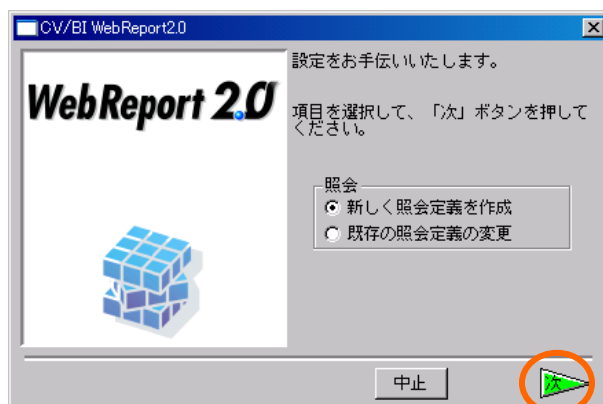 CV/BI WebReport2.0
WebReport 2.0
設定をお手伝いいたします。
項目を選択して、「次」ボタンを押して
ください。
照会
新しく照会定義を作成
既存の照会定義の変更
中止
次